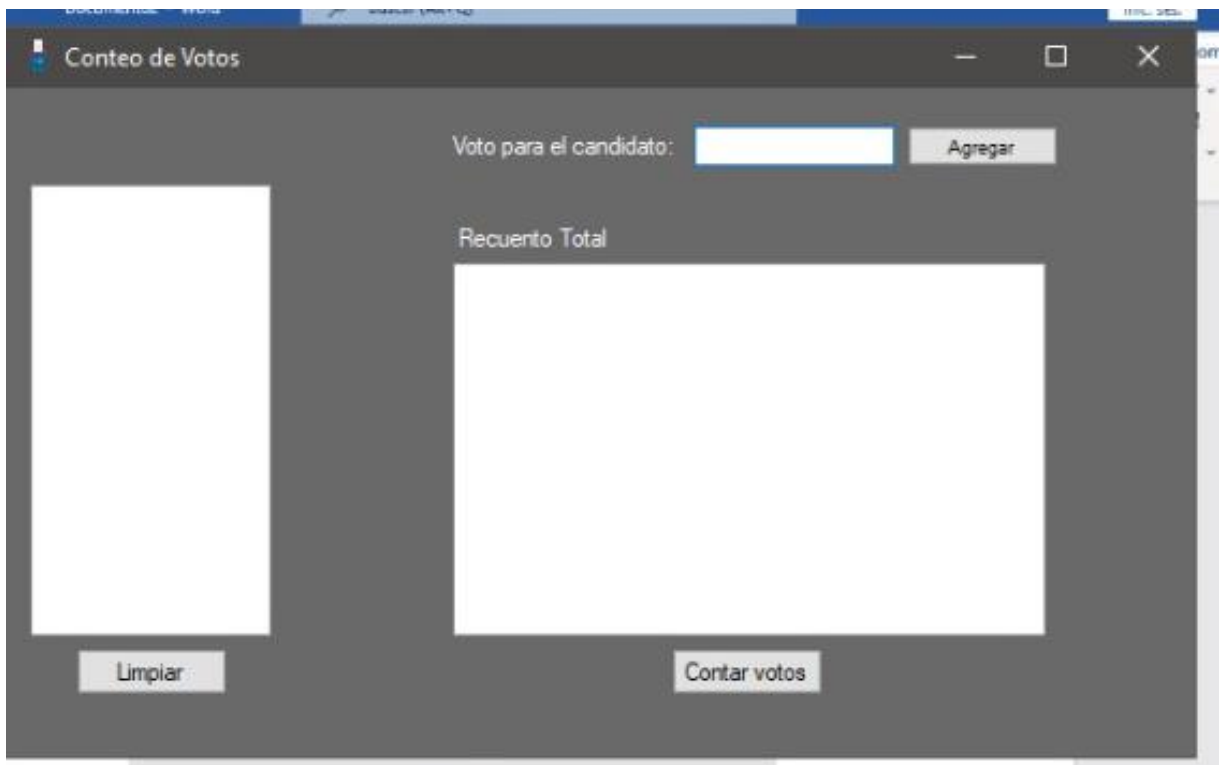 Conteo de Votos
Voto para el candidato:
Agregar
Recuento Total
Limpiar
Contar votos